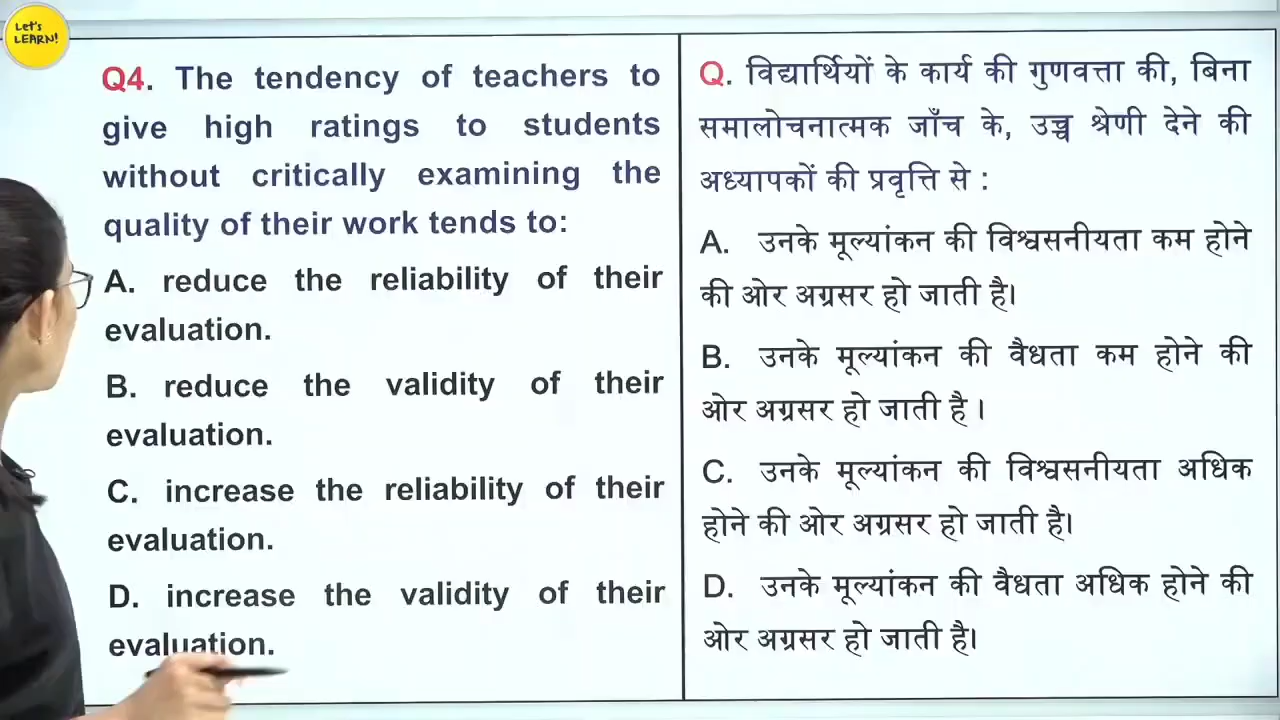 Let's
LEARN!
Q4. The tendency of teachers to
give high ratings to students
without critically examining the
quality of their work tends to:
A. reduce the reliability of their
evaluation.
B. reduce the validity of their
evaluation.
C. increase the reliability of their
evaluation.
D. increase the validity of their
evaluation.
Q. विद्यार्थियों के कार्य की गुणवत्ता की, बिना
समालोचनात्मक जाँच के, उच्च श्रेणी देने की
अध्यापकों की प्रवृत्ति से :
A. उनके मूल्यांकन की विश्वसनीयता कम होने
की ओर अग्रसर हो जाती है।
B. उनके मूल्यांकन की वैधता कम होने की
ओर अग्रसर हो जाती है ।
C. उनके मूल्यांकन की विश्वसनीयता अधिक
होने की ओर अग्रसर हो जाती है।
D. उनके मूल्यांकन की वैधता अधिक होने की
ओर अग्रसर हो जाती है।